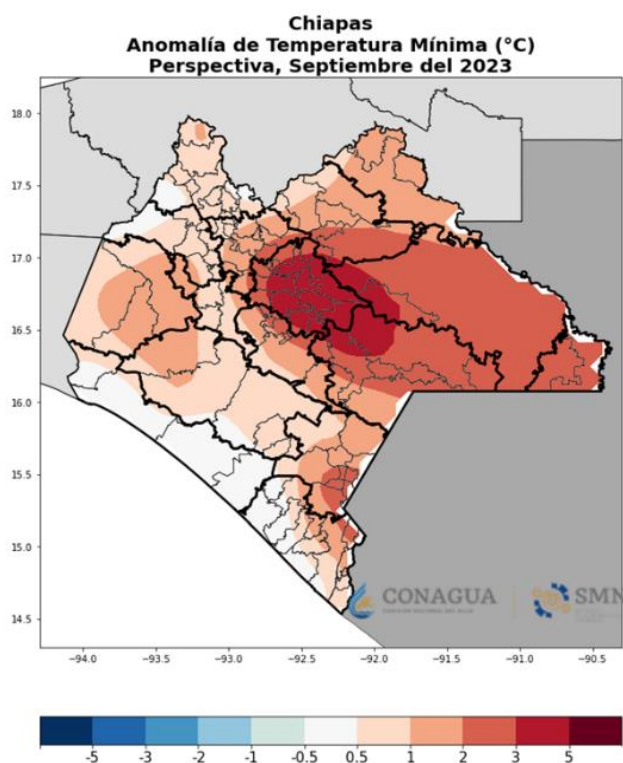 Chiapas
Anomalía de Temperatura Mínima (°C)
Perspectiva, Septiembre del 2023
18.0
17.5
17.0
16.5
16.0
15.5
15.0
14.5
CONAGUA
SMN
−94.0 −93.5 −93.0 −92.5 −92.0 −91.5 −91.0 −90.5
-5 -3 -2 -1 -0.5 0.5 1 2 3 5